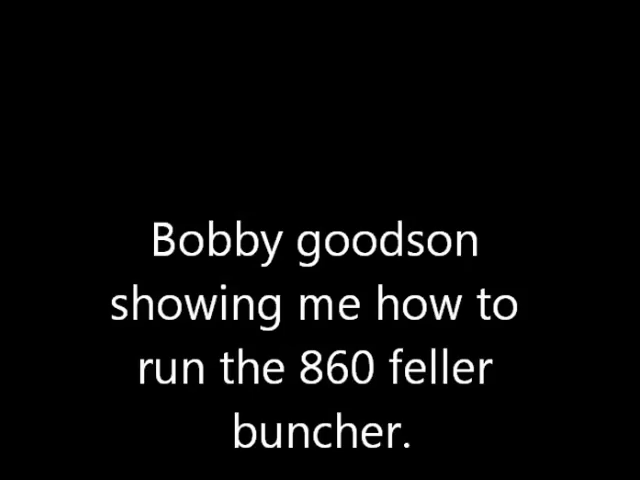 Bobby goodson
showing me how to
run the 860 feller
buncher.